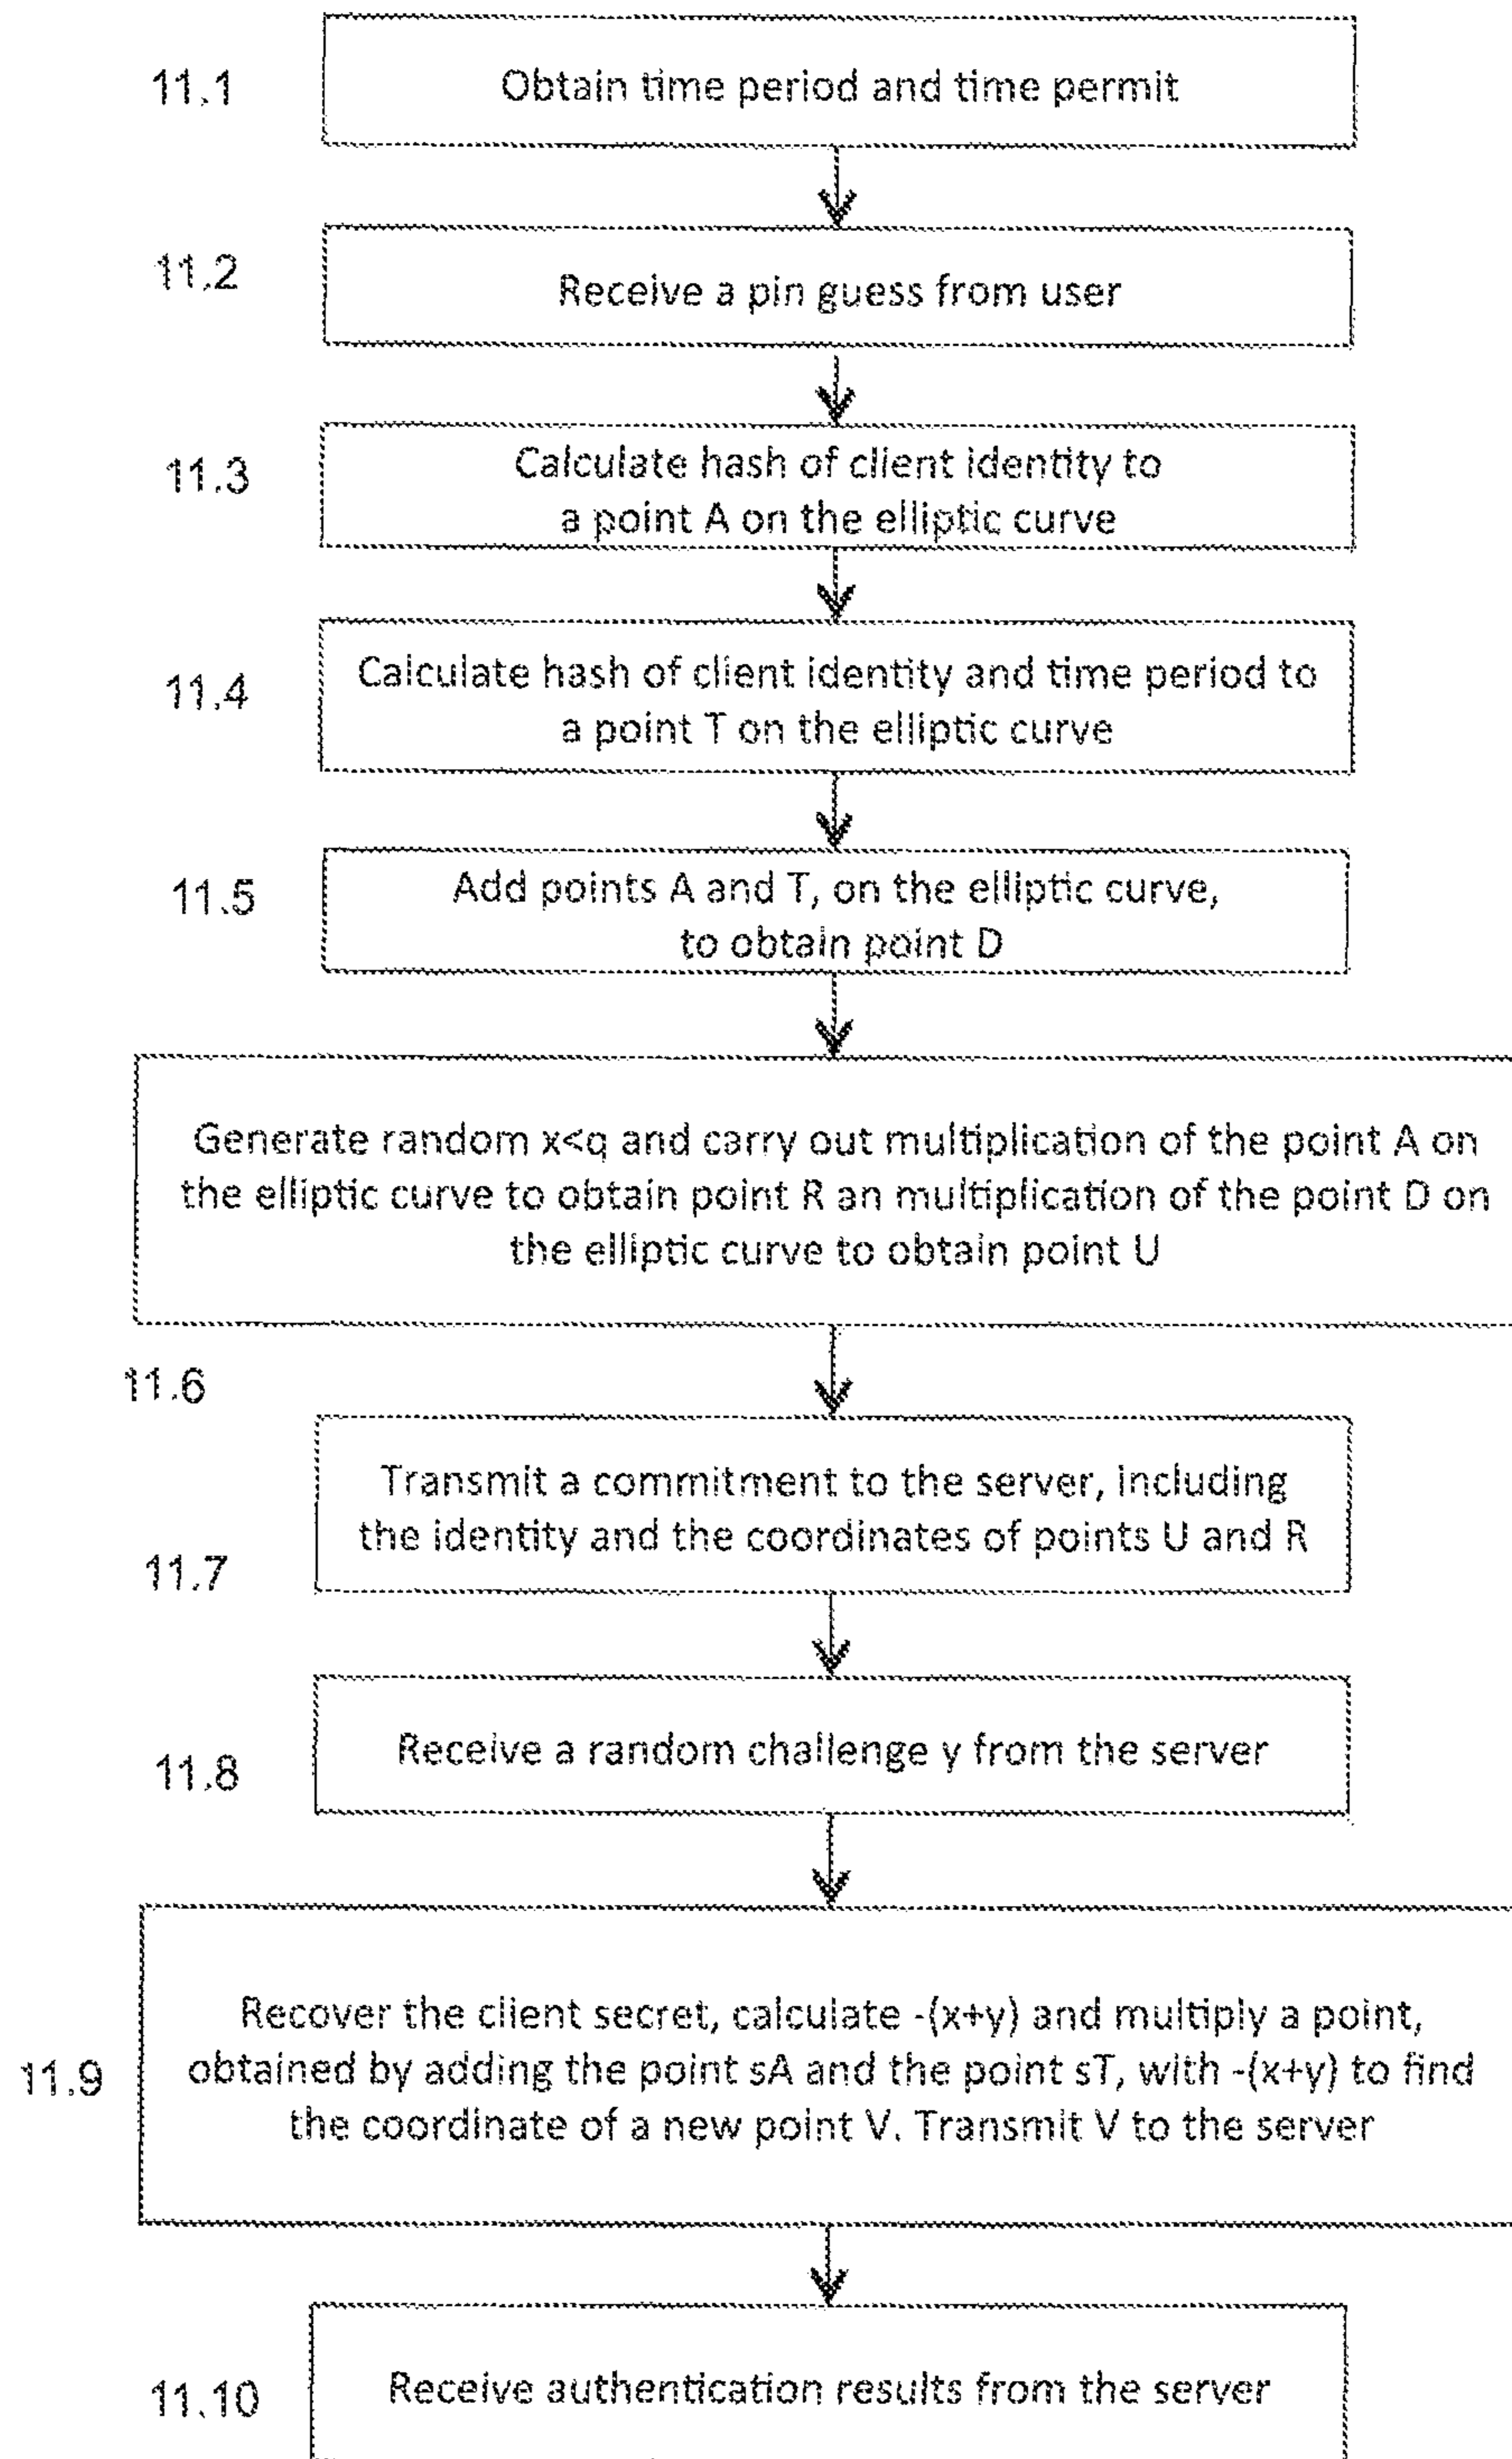 11.1
Obtain time period and time permit
11.2
Receive a pin guess from user
11.3
Calculate hash of client identity to
a point A on the elliptic curve
11.4
Calculate hash of client identity and time period to
a point T on the elliptic curve
11.5
Add points A and T, on the elliptic curve,
to obtain point D
Generate random x<q and carry out multiplication of the point A on
the elliptic curve to obtain point R an multiplication of the point D on
the elliptic curve to obtain point U
11.6
Transmit a commitment to the server, including
the identity and the coordinates of points U and R
11.7
Receive a random challenge y from the server
11.8
Recover the client secret, calculate -(x+y) and multiply a point,
obtained by adding the point sA and the point sT, with -(x+y) to find
the coordinate of a new point V. Transmit V to the server
11.9
Receive authentication results from the server
11.10